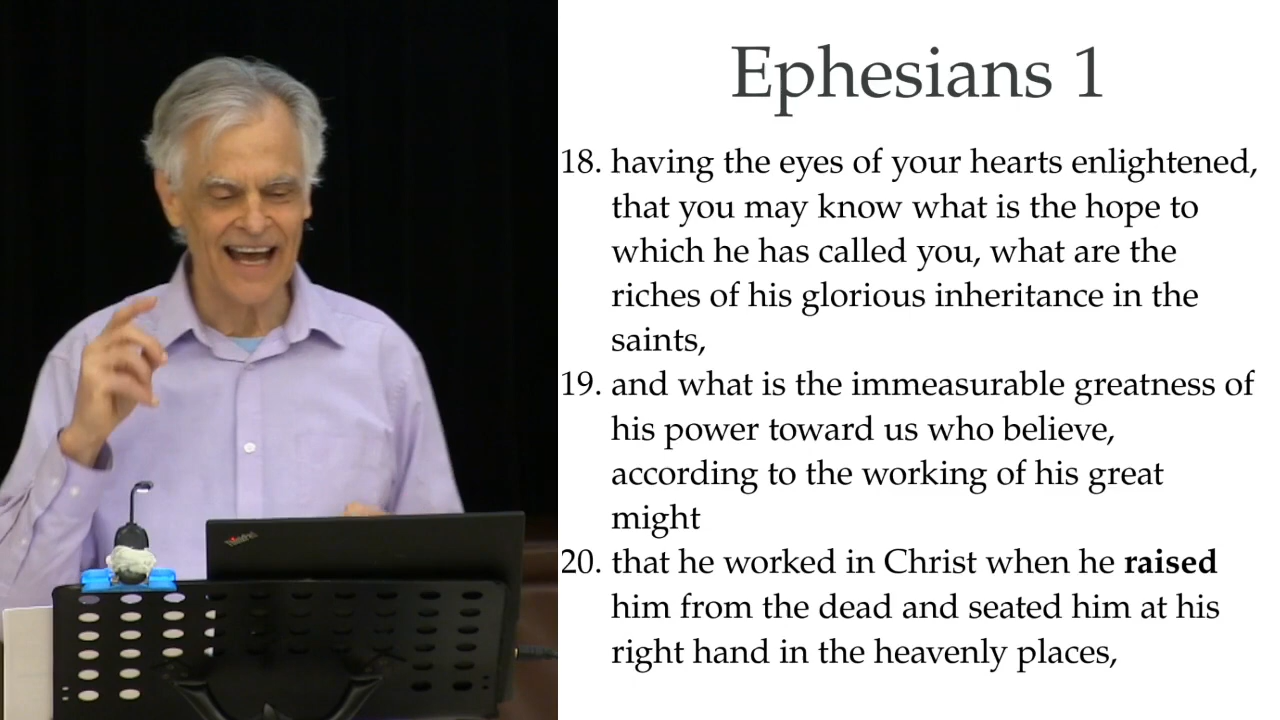 Ephesians 1
18. having the eyes of your hearts enlightened,
that you may know what is the hope to
which he has called you, what are the
riches of his glorious inheritance in the
saints,
19. and what is the immeasurable greatness of
his power toward us who believe,
according to the working of his great
might
20. that he worked in Christ when he raised
him from the dead and seated him at his
right hand in the heavenly places,
ThinkPad